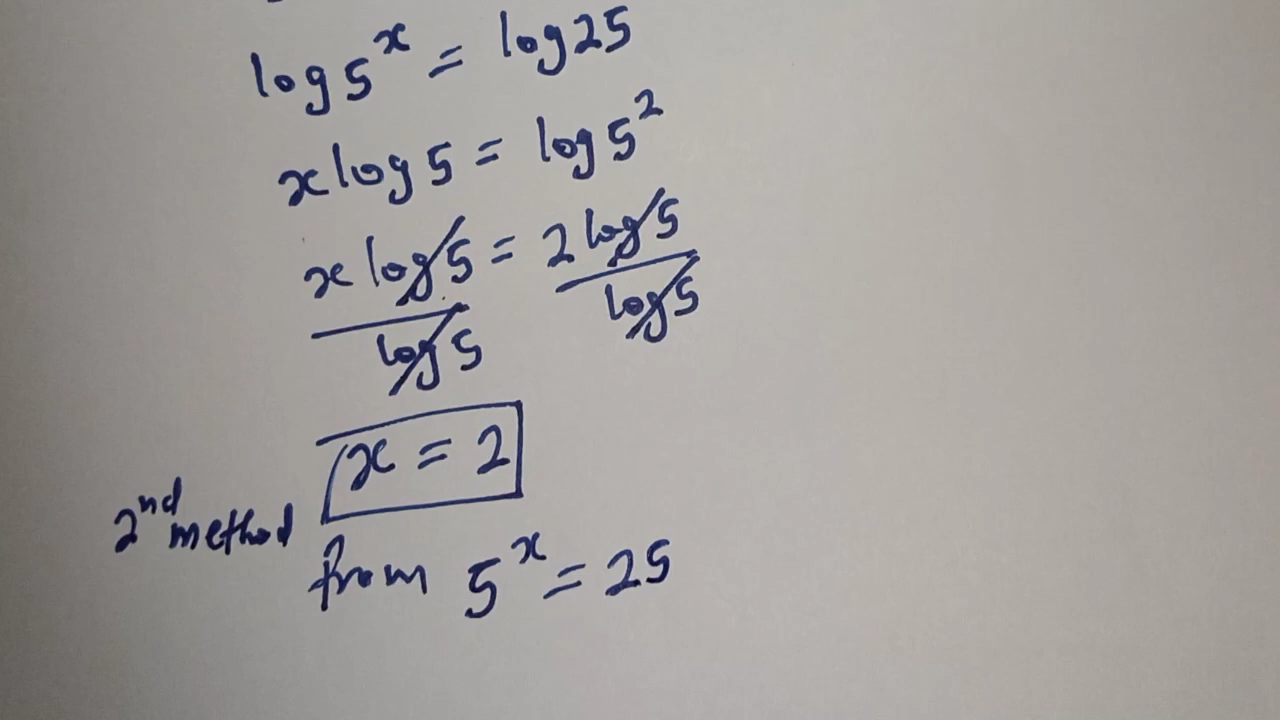 log 5^x = log 25
x log 5 = log 5^2
x log 5 / log 5 = 2 log 5 / log 5
x = 2
2nd method
from 5^x = 25